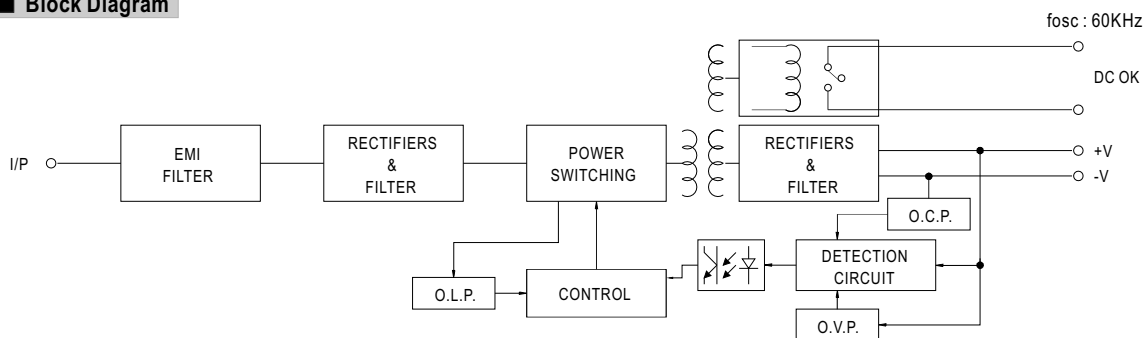 ■ Block Diagram
fosc : 60KHz
DC OK
I/P
EMI
FILTER
RECTIFIERS
&
FILTER
POWER
SWITCHING
RECTIFIERS
&
FILTER
+V
-V
O.C.P.
DETECTION
CIRCUIT
O.L.P.
CONTROL
O.V.P.